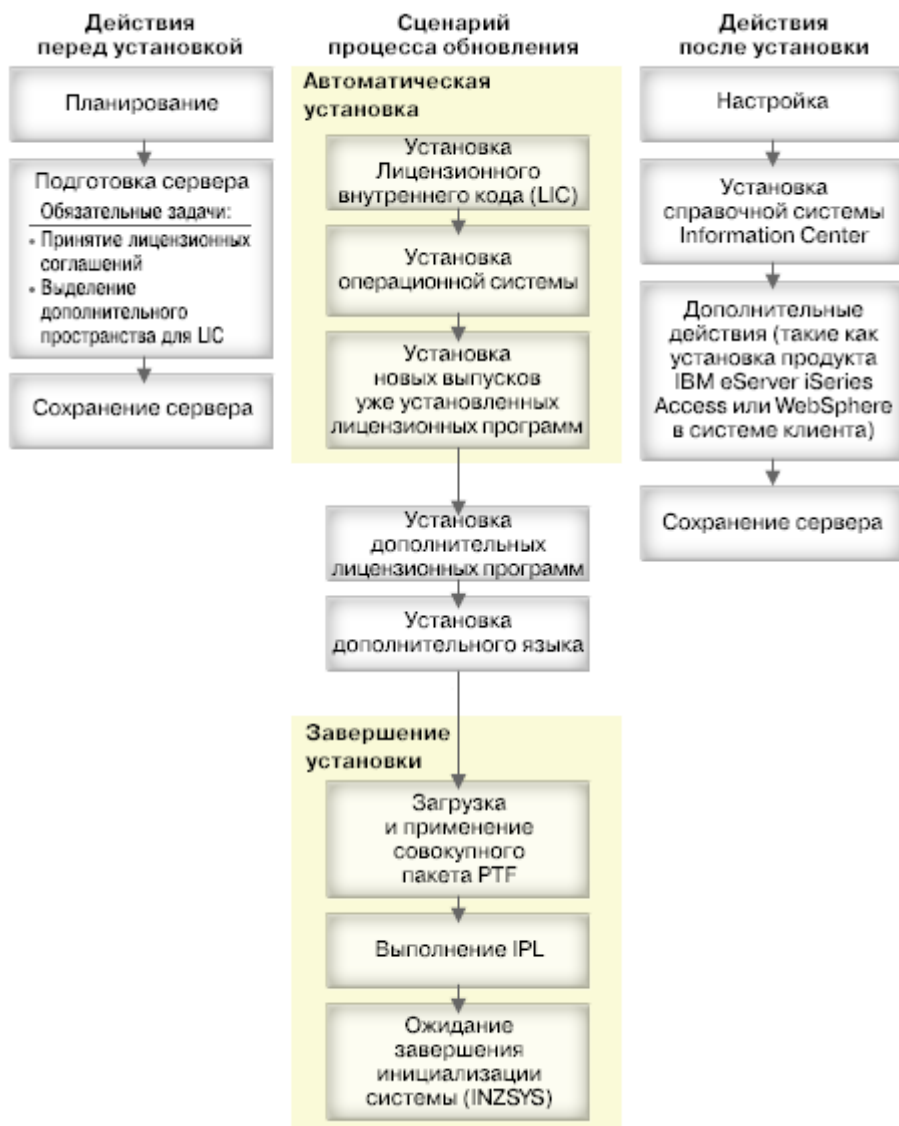 Действия
перед установкой
Планирование
Подготовка сервера
Обязательные задачи:
• Принятие лицензионных
соглашений
• Выделение
дополнительного
пространства для LIC
Сохранение сервера
Сценарий
процесса обновления
Автоматическая
установка
Установка
Лицензионного
внутреннего кода (LIC)
Установка
операционной системы
Установка
новых выпусков
уже установленных
лицензионных программ
Установка
дополнительных
лицензионных программ
Установка
дополнительного языка
Завершение
установки
Загрузка
и применение
совокупного
пакета PTF
Выполнение IPL
Ожидание
завершения
инициализации
системы (INZSYS)
Действия
после установки
Настройка
Установка
справочной системы
Information Center
Дополнительные
действия (такие как
установка продукта
IBM eServer iSeries
Access или WebSphere
в системе клиента)
Сохранение сервера